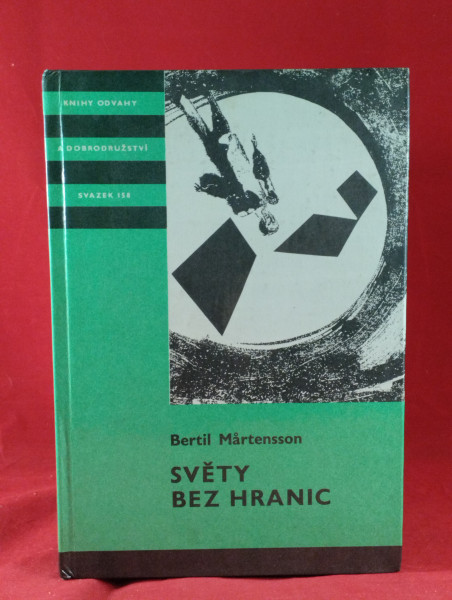 KNIHY ODVAHY
A DOBRODRUŽSTVÍ
SVAZEK 158
Bertil Mårtensson
SVĚTY
BEZ HRANIC